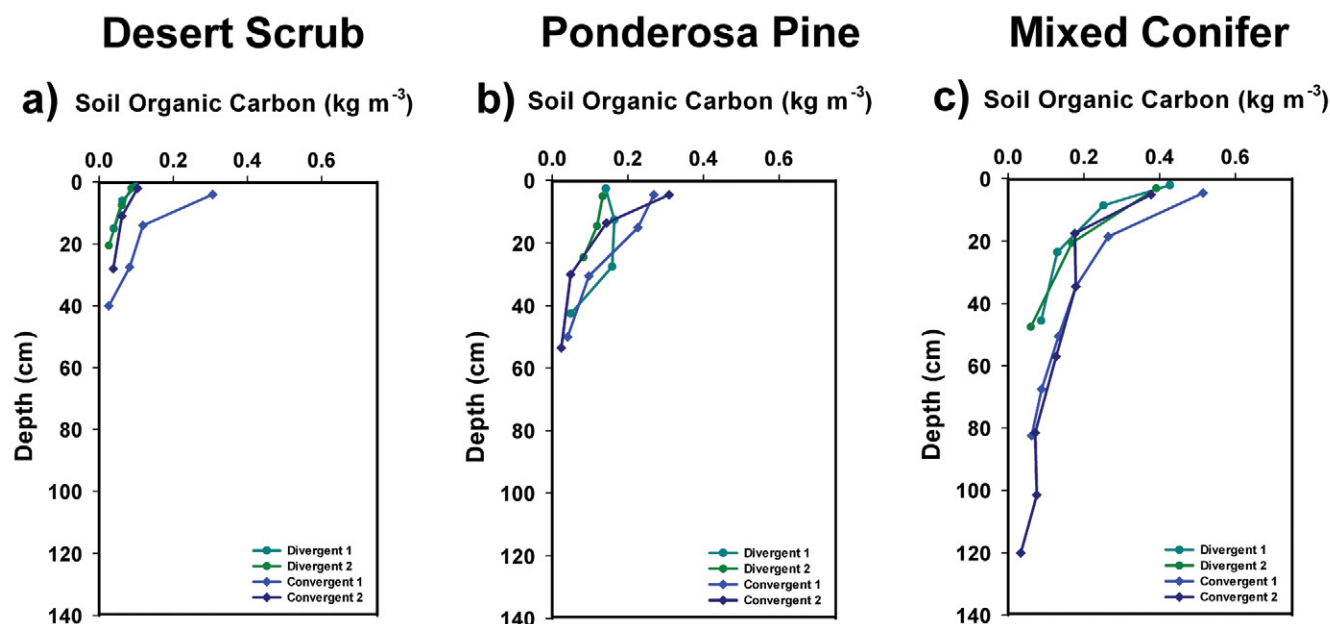 Desert Scrub
a) Soil Organic Carbon (kg m⁻³)
0.0 0.2 0.4 0.6
0
20
40
60
80
100
120
140
Depth (cm)
Divergent 1
Divergent 2
Convergent 1
Convergent 2
Ponderosa Pine
b) Soil Organic Carbon (kg m⁻³)
0.0 0.2 0.4 0.6
0
20
40
60
80
100
120
140
Depth (cm)
Divergent 1
Divergent 2
Convergent 1
Convergent 2
Mixed Conifer
c) Soil Organic Carbon (kg m⁻³)
0.0 0.2 0.4 0.6
0
20
40
60
80
100
120
140
Depth (cm)
Divergent 1
Divergent 2
Convergent 1
Convergent 2